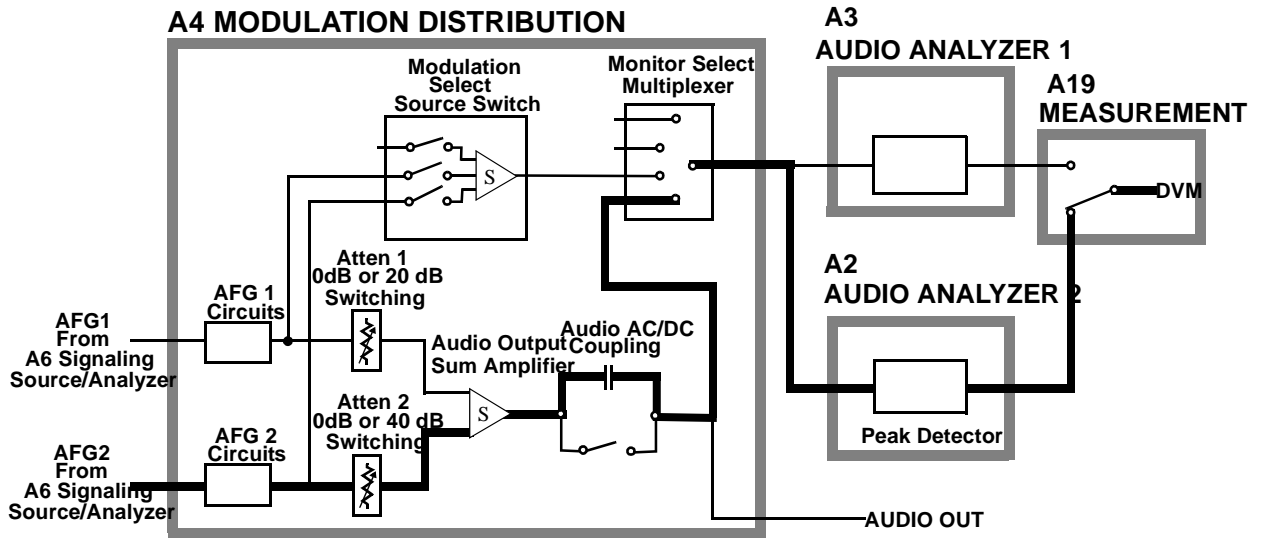 A4 MODULATION DISTRIBUTION
A3
AUDIO ANALYZER 1
A19
MEASUREMENT
Modulation
Select
Source Switch
Monitor Select
Multiplexer
S
DVM
Atten 1
0dB or 20 dB
Switching
AFG 1
Circuits
AFG1
From
A6 Signaling
Source/Analyzer
Audio Output
Sum Amplifier
Audio AC/DC
Coupling
A2
AUDIO ANALYZER 2
Atten 2
0dB or 40 dB
Switching
S
Peak Detector
AFG 2
Circuits
AFG2
From
A6 Signaling
Source/Analyzer
AUDIO OUT